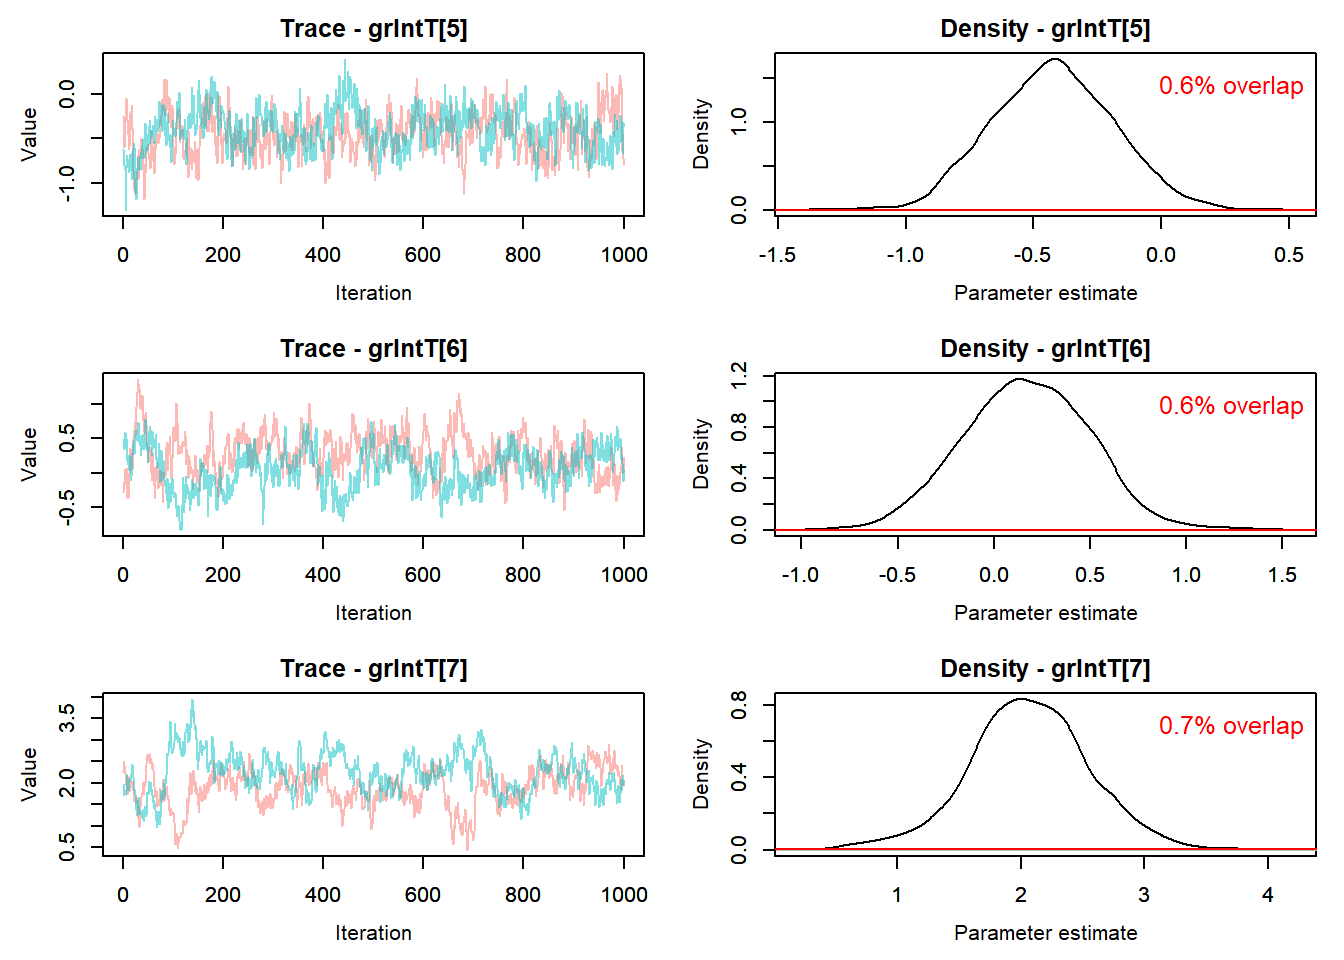 Trace - grIntT[5]
Value
0.0
-1.0
0 200 400 600 800 1000
Iteration
Density - grIntT[5]
0.6% overlap
Density
1.0
0.0
-1.5 -1.0 -0.5 0.0 0.5
Parameter estimate
Trace - grIntT[6]
Value
0.5
-0.5
0 200 400 600 800 1000
Iteration
Density - grIntT[6]
0.6% overlap
Density
1.2
0.8
0.4
0.0
-1.0 -0.5 0.0 0.5 1.0 1.5
Parameter estimate
Trace - grIntT[7]
Value
3.5
2.0
0.5
0 200 400 600 800 1000
Iteration
Density - grIntT[7]
0.7% overlap
Density
0.8
0.4
0.0
1 2 3 4
Parameter estimate